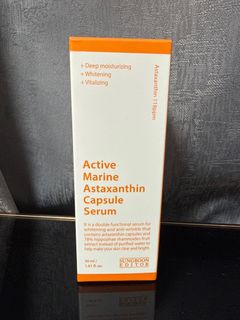 + Deep moisturizing
+ Whitening
+ Vitalizing
Astaxanthin 118ppm
Active
Marine
Astaxanthin
Capsule
Serum
It is a double functional serum for
whitening and anti-wrinkle that
contains astaxanthin capsules and
78% hippophae rhamnoides fruit
extract instead of purified water to
help make your skin clear and bright.
50 ml /
1.61 fl oz.
SUNGBOON
EDITOR